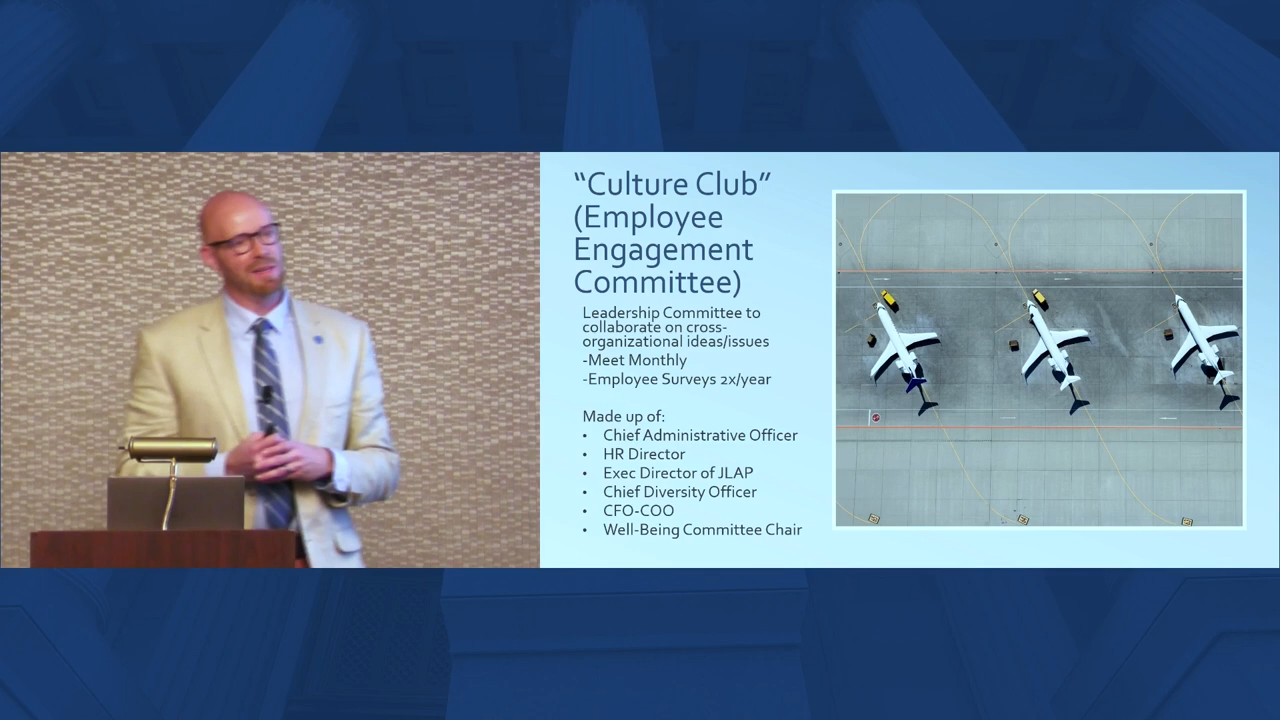 “Culture Club”
(Employee
Engagement
Committee)
Leadership Committee to
collaborate on cross-
organizational ideas/issues
-Meet Monthly
-Employee Surveys 2x/year
Made up of:
• Chief Administrative Officer
• HR Director
• Exec Director of JLAP
• Chief Diversity Officer
• CFO-COO
• Well-Being Committee Chair